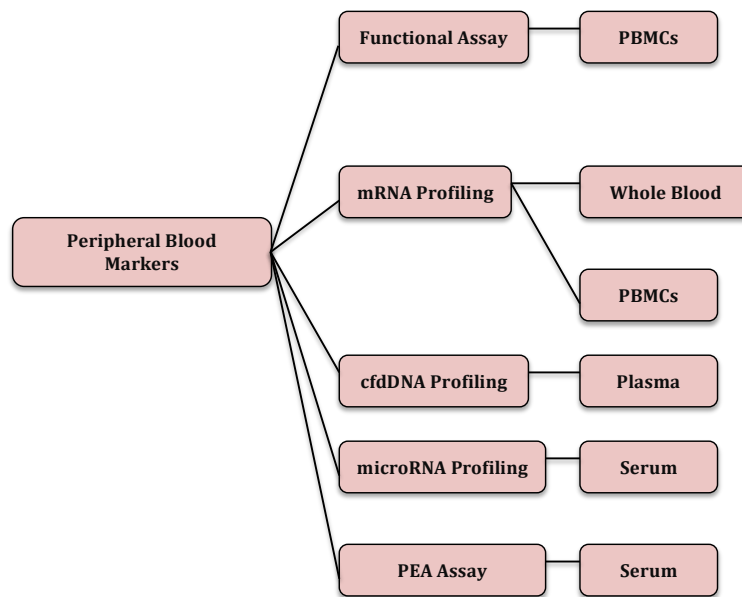 Functional Assay
PBMCs
mRNA Profiling
Whole Blood
Peripheral Blood
Markers
PBMCs
cfdDNA Profiling
Plasma
microRNA Profiling
Serum
PEA Assay
Serum